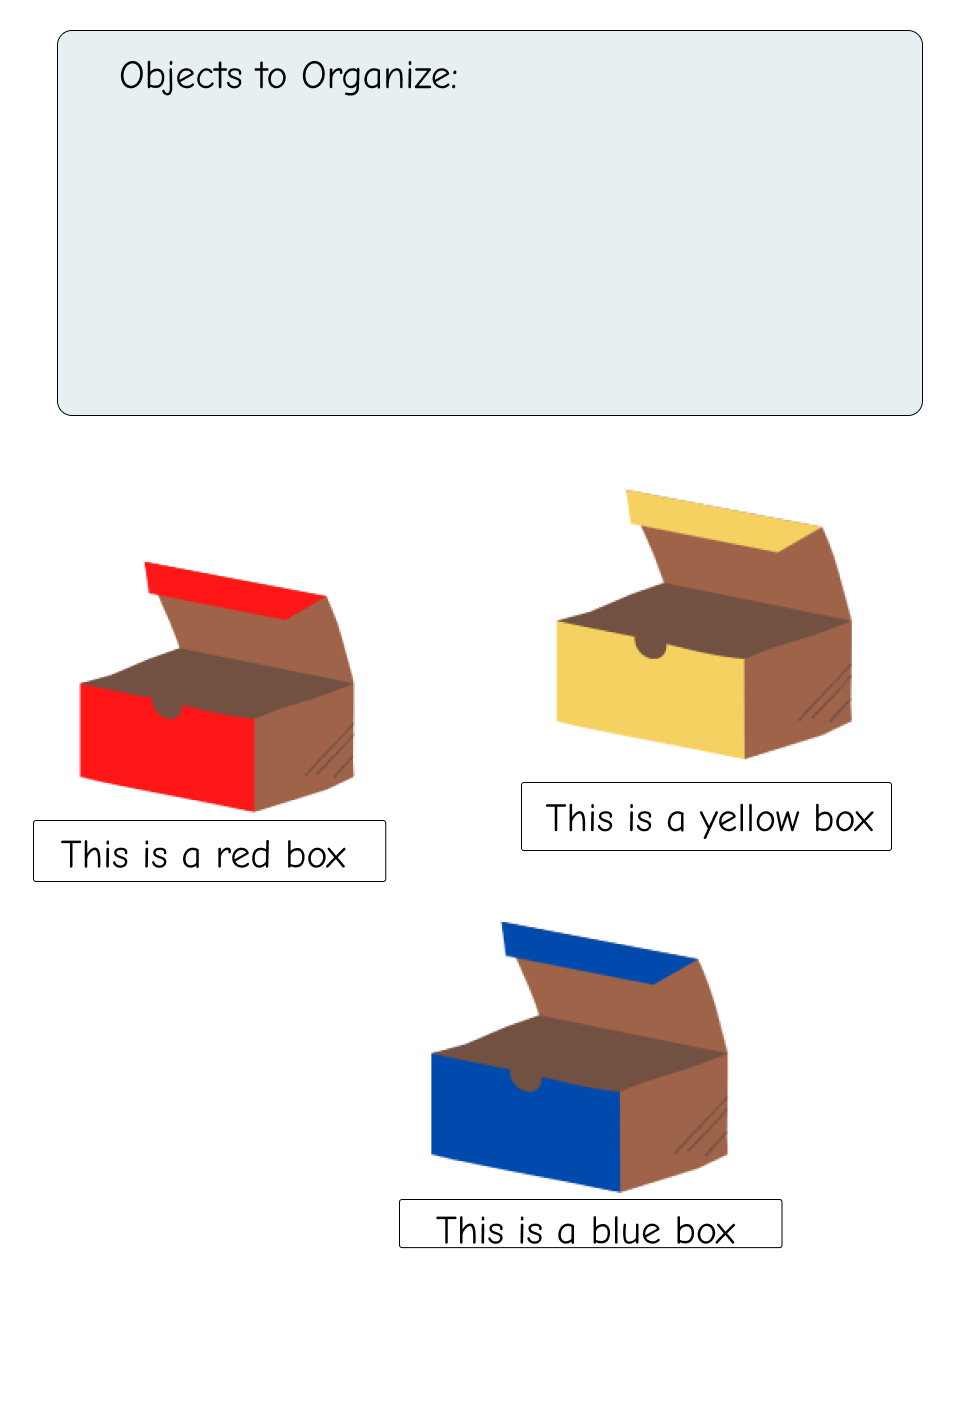 Objects to Organize:
This is a yellow box
This is a red box
This is a blue box